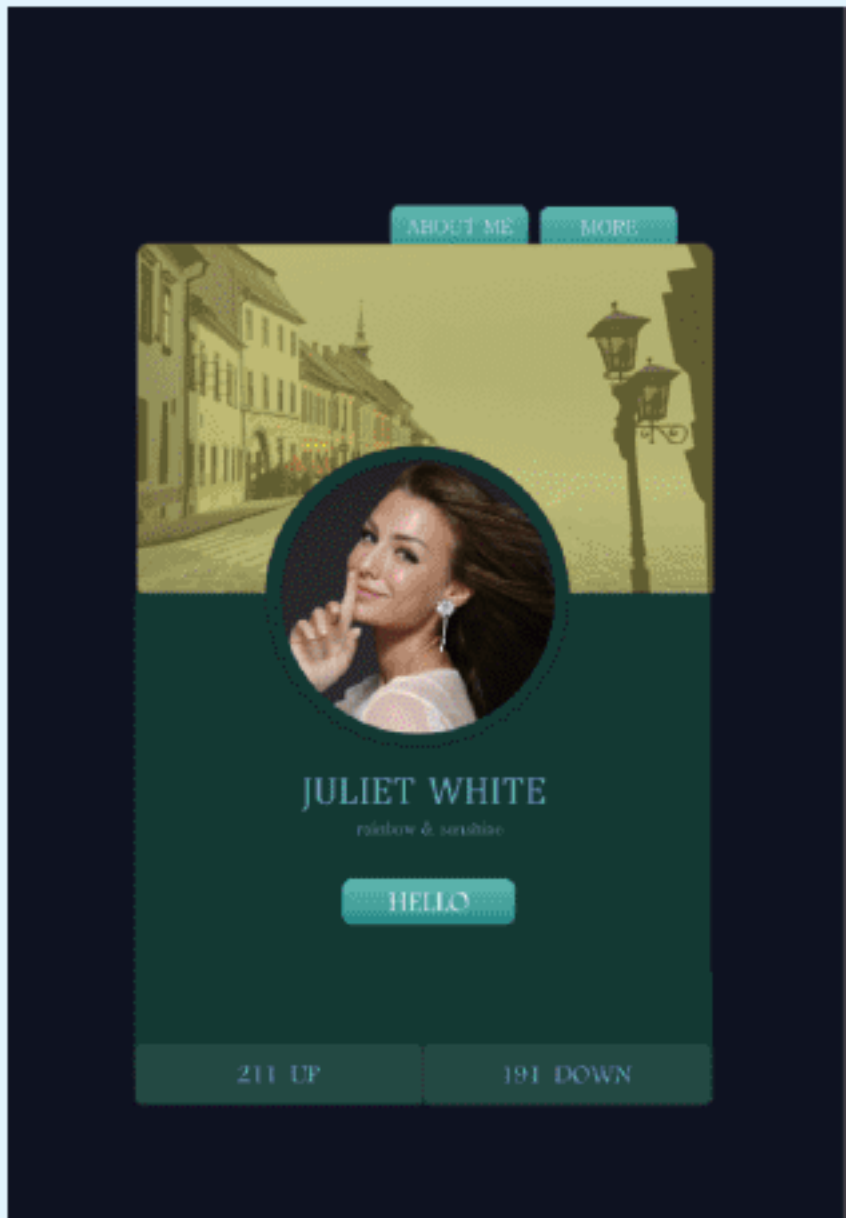 ABOUT ME MORE
JULIET WHITE
rainbow & sunshine
HELLO
211 UP 191 DOWN